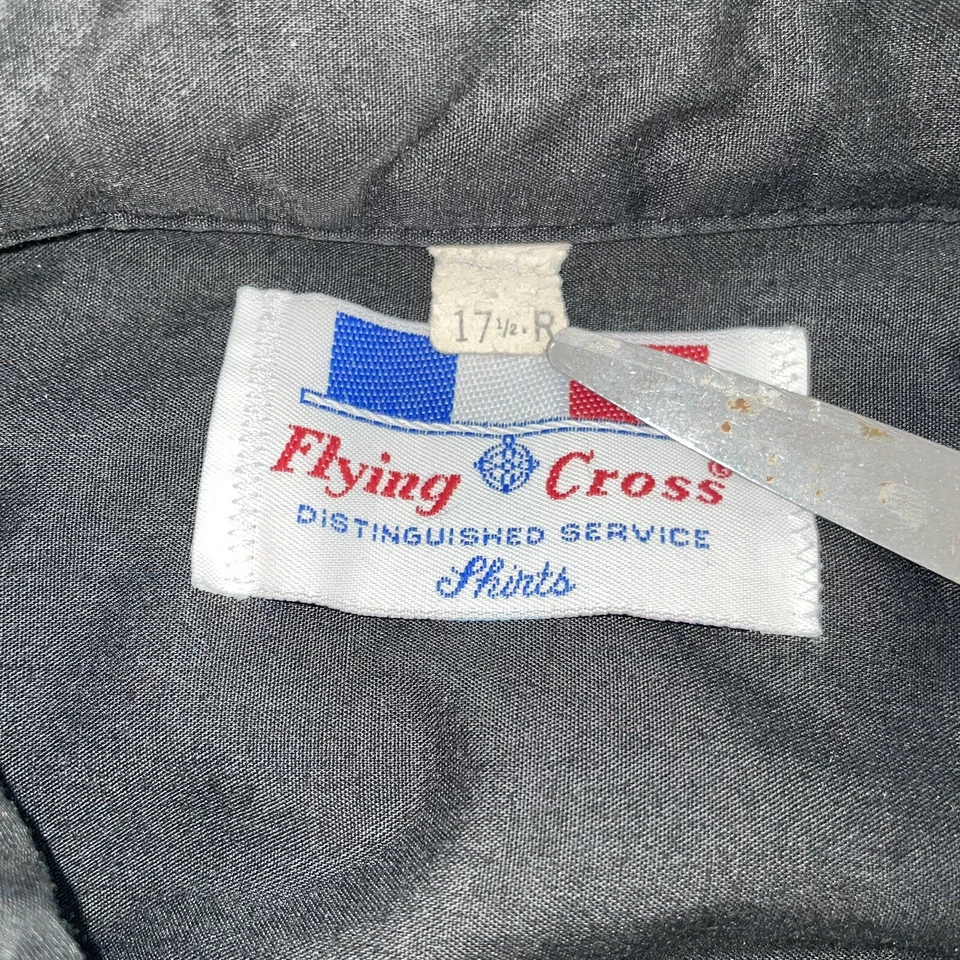 17½·R
Flying Cross®
DISTINGUISHED SERVICE
Shirts